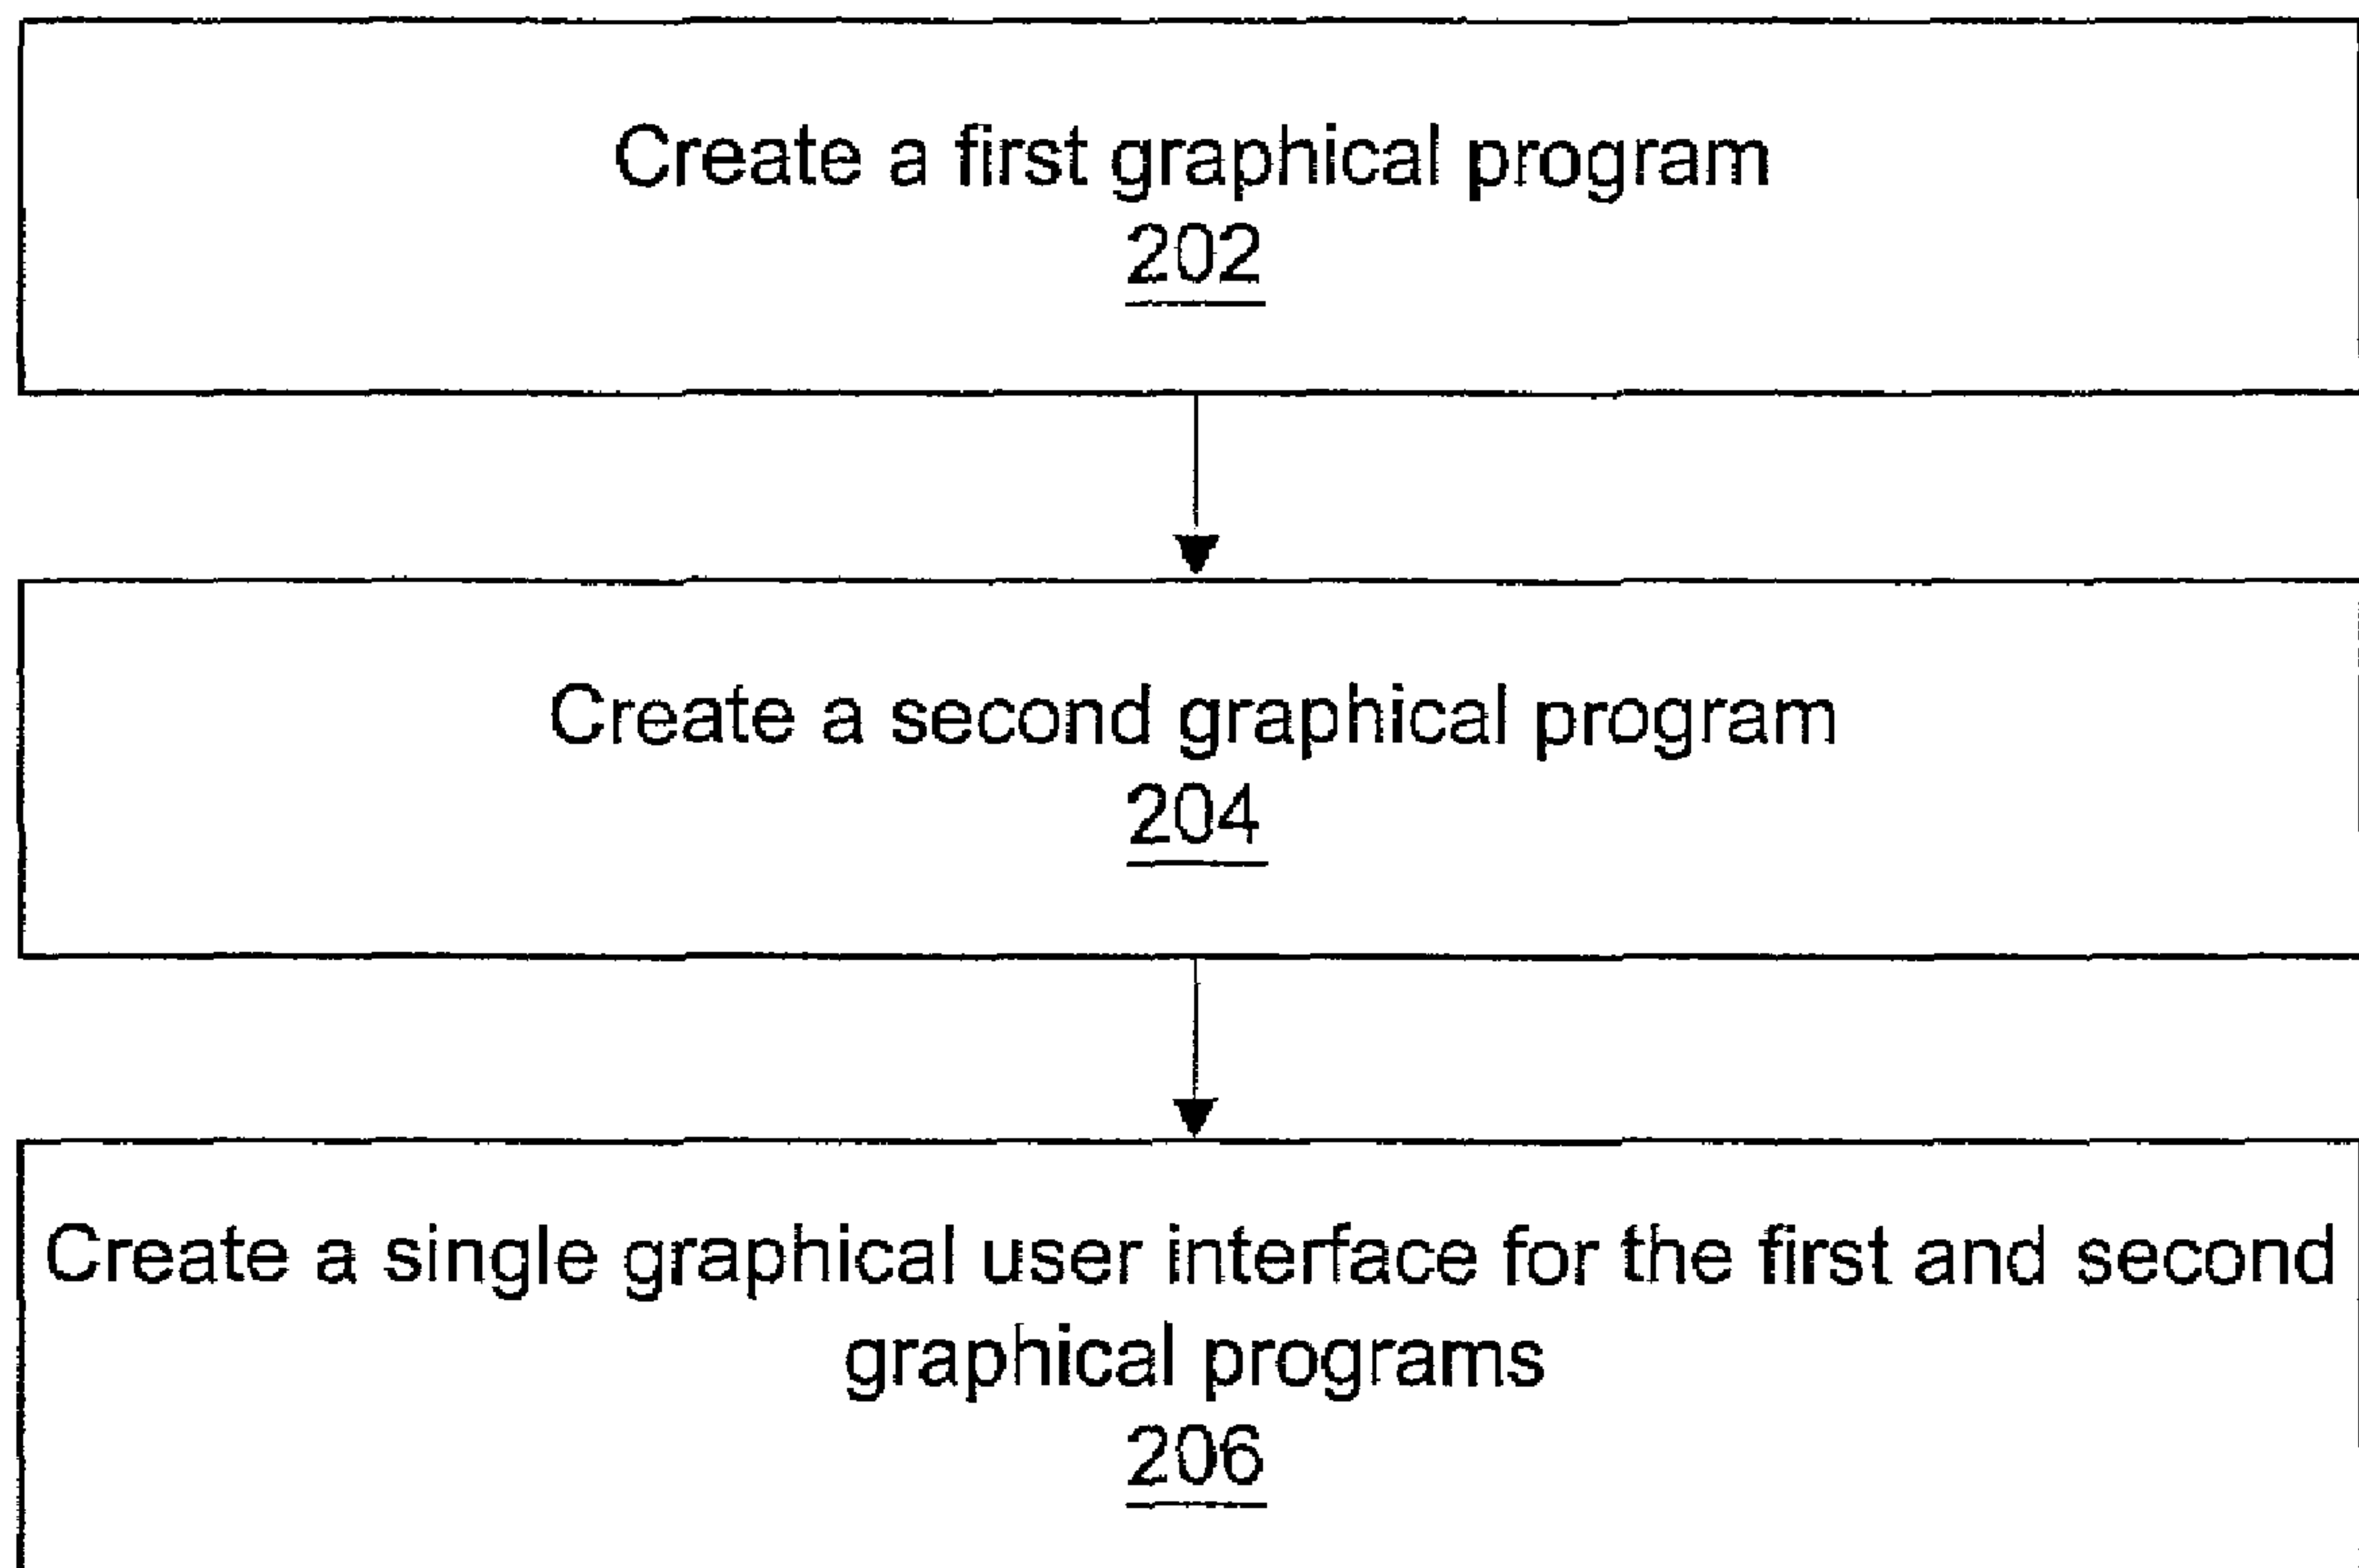 Create a first graphical program
202
Create a second graphical program
204
Create a single graphical user interface for the first and second
graphical programs
206